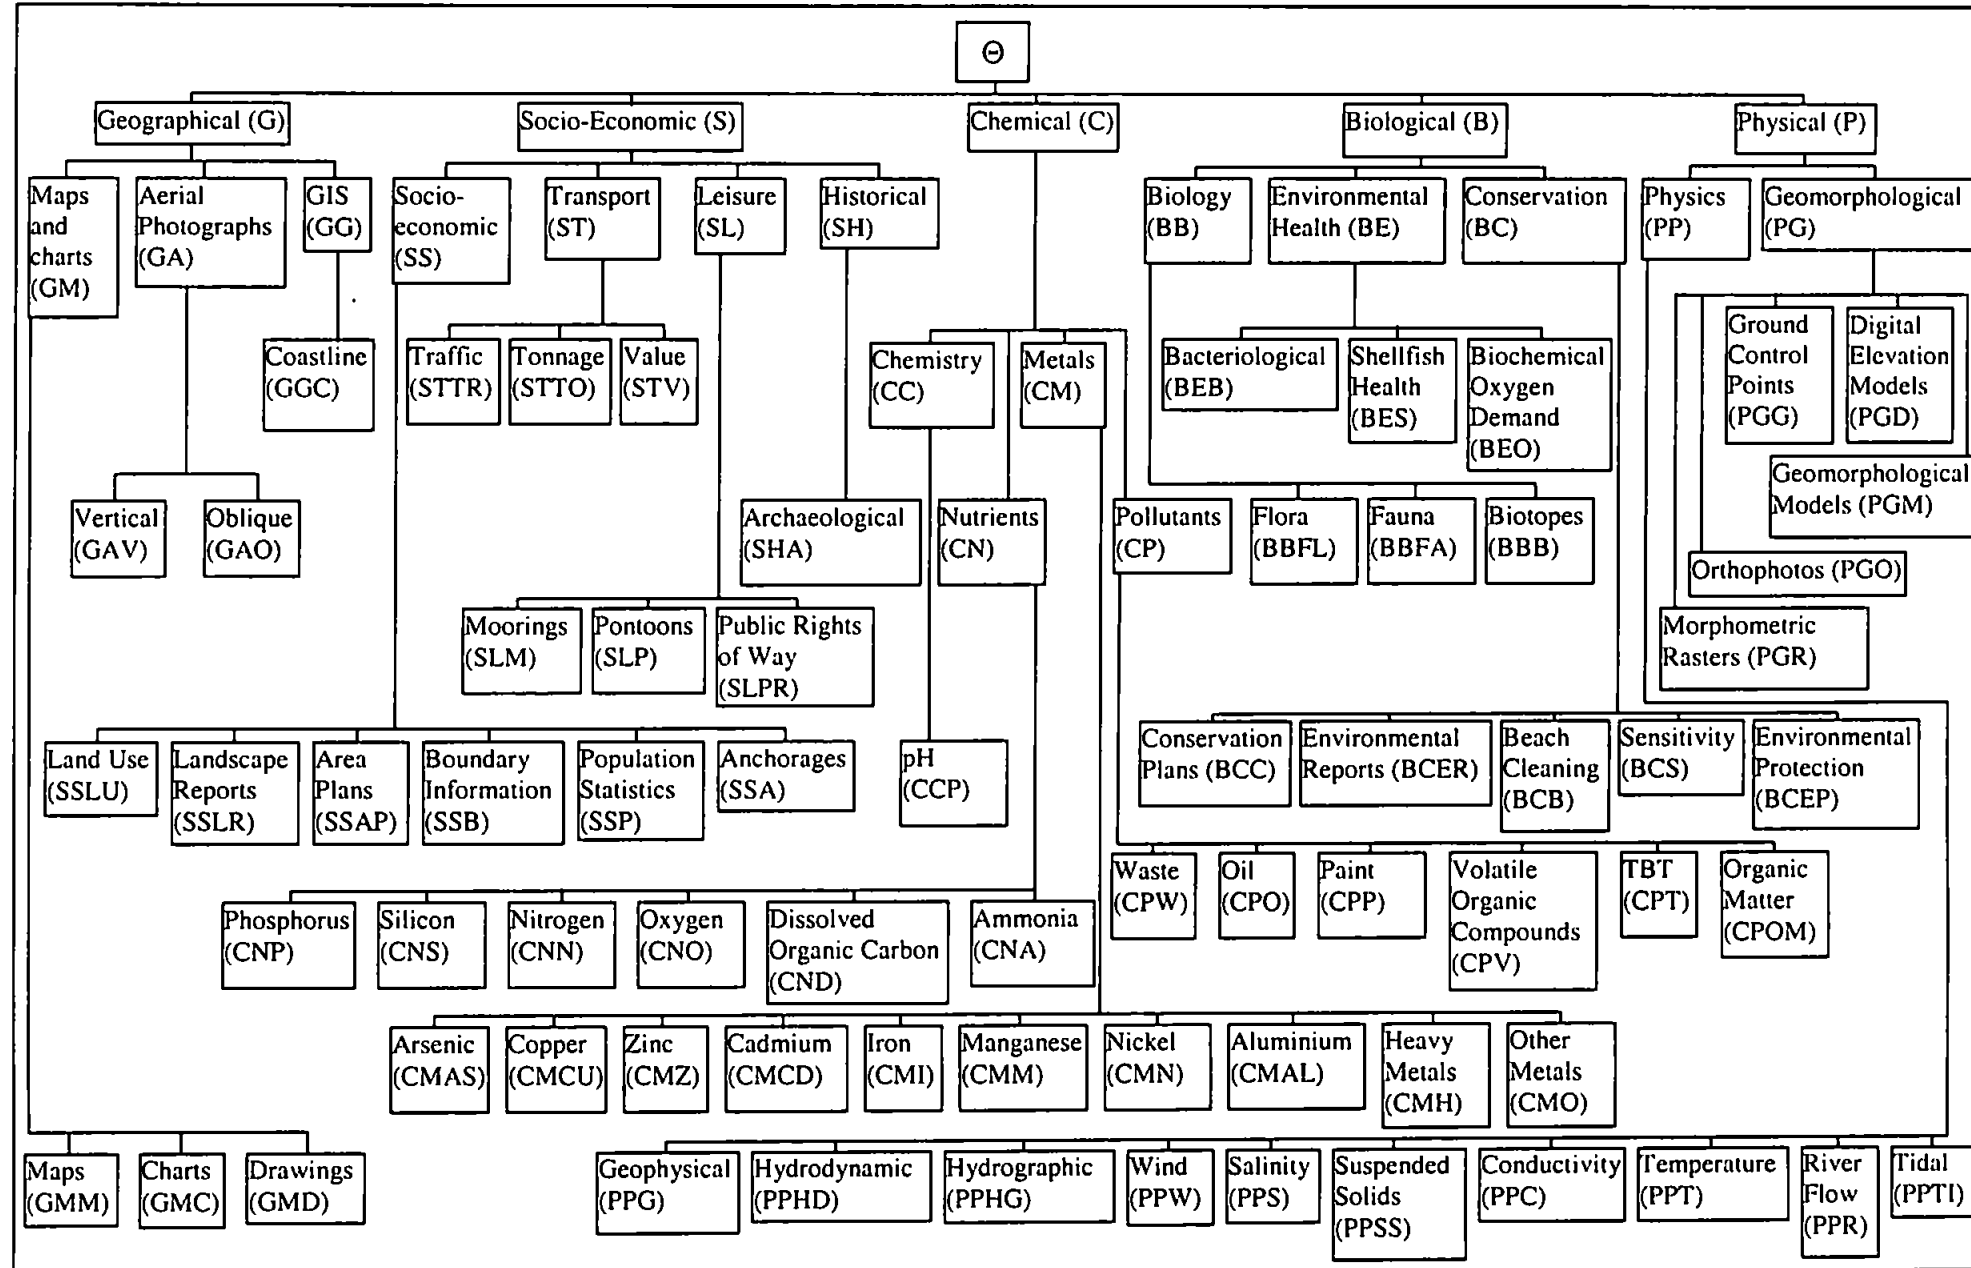 Θ
Geographical (G)
Socio-Economic (S)
Chemical (C)
Biological (B)
Physical (P)
Maps
and
charts
(GM)
Aerial
Photographs
(GA)
GIS
(GG)
Socio-
economic
(SS)
Transport
(ST)
Leisure
(SL)
Historical
(SH)
Biology
(BB)
Environmental
Health (BE)
Conservation
(BC)
Physics
(PP)
Geomorphological
(PG)
Coastline
(GGC)
Traffic
(STTR)
Tonnage
(STTO)
Value
(STV)
Chemistry
(CC)
Metals
(CM)
Bacteriological
(BEB)
Shellfish
Health
(BES)
Biochemical
Oxygen
Demand
(BEO)
Ground
Control
Points
(PGG)
Digital
Elevation
Models
(PGD)
Geomorphological
Models (PGM)
Vertical
(GAV)
Oblique
(GAO)
Archaeological
(SHA)
Nutrients
(CN)
Pollutants
(CP)
Flora
(BBFL)
Fauna
(BBFA)
Biotopes
(BBB)
Orthophotos (PGO)
Moorings
(SLM)
Pontoons
(SLP)
Public Rights
of Way
(SLPR)
Morphometric
Rasters (PGR)
Land Use
(SSLU)
Landscape
Reports
(SSLR)
Area
Plans
(SSAP)
Boundary
Information
(SSB)
Population
Statistics
(SSP)
Anchorages
(SSA)
pH
(CCP)
Conservation
Plans (BCC)
Environmental
Reports (BCER)
Beach
Cleaning
(BCB)
Sensitivity
(BCS)
Environmental
Protection
(BCEP)
Waste
(CPW)
Oil
(CPO)
Paint
(CPP)
Volatile
Organic
Compounds
(CPV)
TBT
(CPT)
Organic
Matter
(CPOM)
Phosphorus
(CNP)
Silicon
(CNS)
Nitrogen
(CNN)
Oxygen
(CNO)
Dissolved
Organic Carbon
(CND)
Ammonia
(CNA)
Arsenic
(CMAS)
Copper
(CMCU)
Zinc
(CMZ)
Cadmium
(CMCD)
Iron
(CMI)
Manganese
(CMM)
Nickel
(CMN)
Aluminium
(CMAL)
Heavy
Metals
(CMH)
Other
Metals
(CMO)
Maps
(GMM)
Charts
(GMC)
Drawings
(GMD)
Geophysical
(PPG)
Hydrodynamic
(PPHD)
Hydrographic
(PPHG)
Wind
(PPW)
Salinity
(PPS)
Suspended
Solids
(PPSS)
Conductivity
(PPC)
Temperature
(PPT)
River
Flow
(PPR)
Tidal
(PPTI)